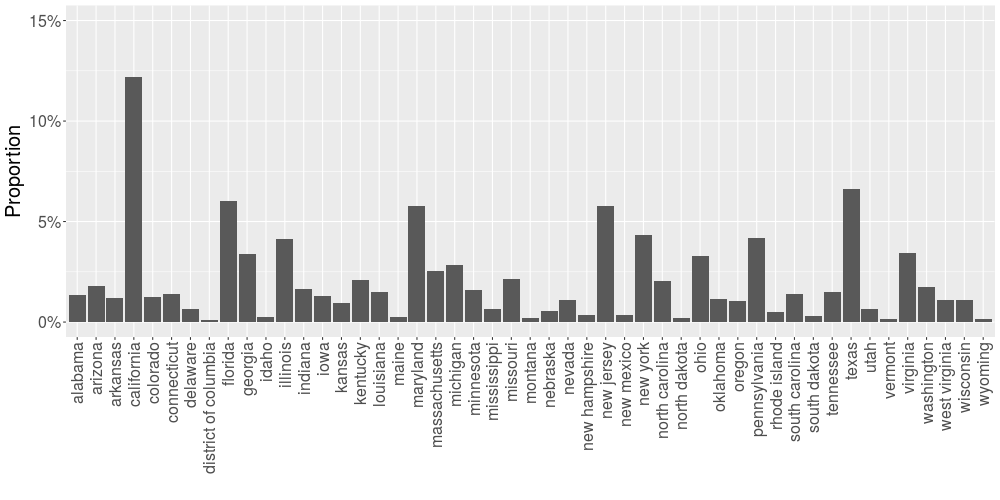 15%
10%
5%
0%
Proportion
alabama
arizona
arkansas
california
colorado
connecticut
delaware
district of columbia
florida
georgia
idaho
illinois
indiana
iowa
kansas
kentucky
louisiana
maine
maryland
massachusetts
michigan
minnesota
mississippi
missouri
montana
nebraska
nevada
new hampshire
new jersey
new mexico
new york
north carolina
north dakota
ohio
oklahoma
oregon
pennsylvania
rhode island
south carolina
south dakota
tennessee
texas
utah
vermont
virginia
washington
west virginia
wisconsin
wyoming